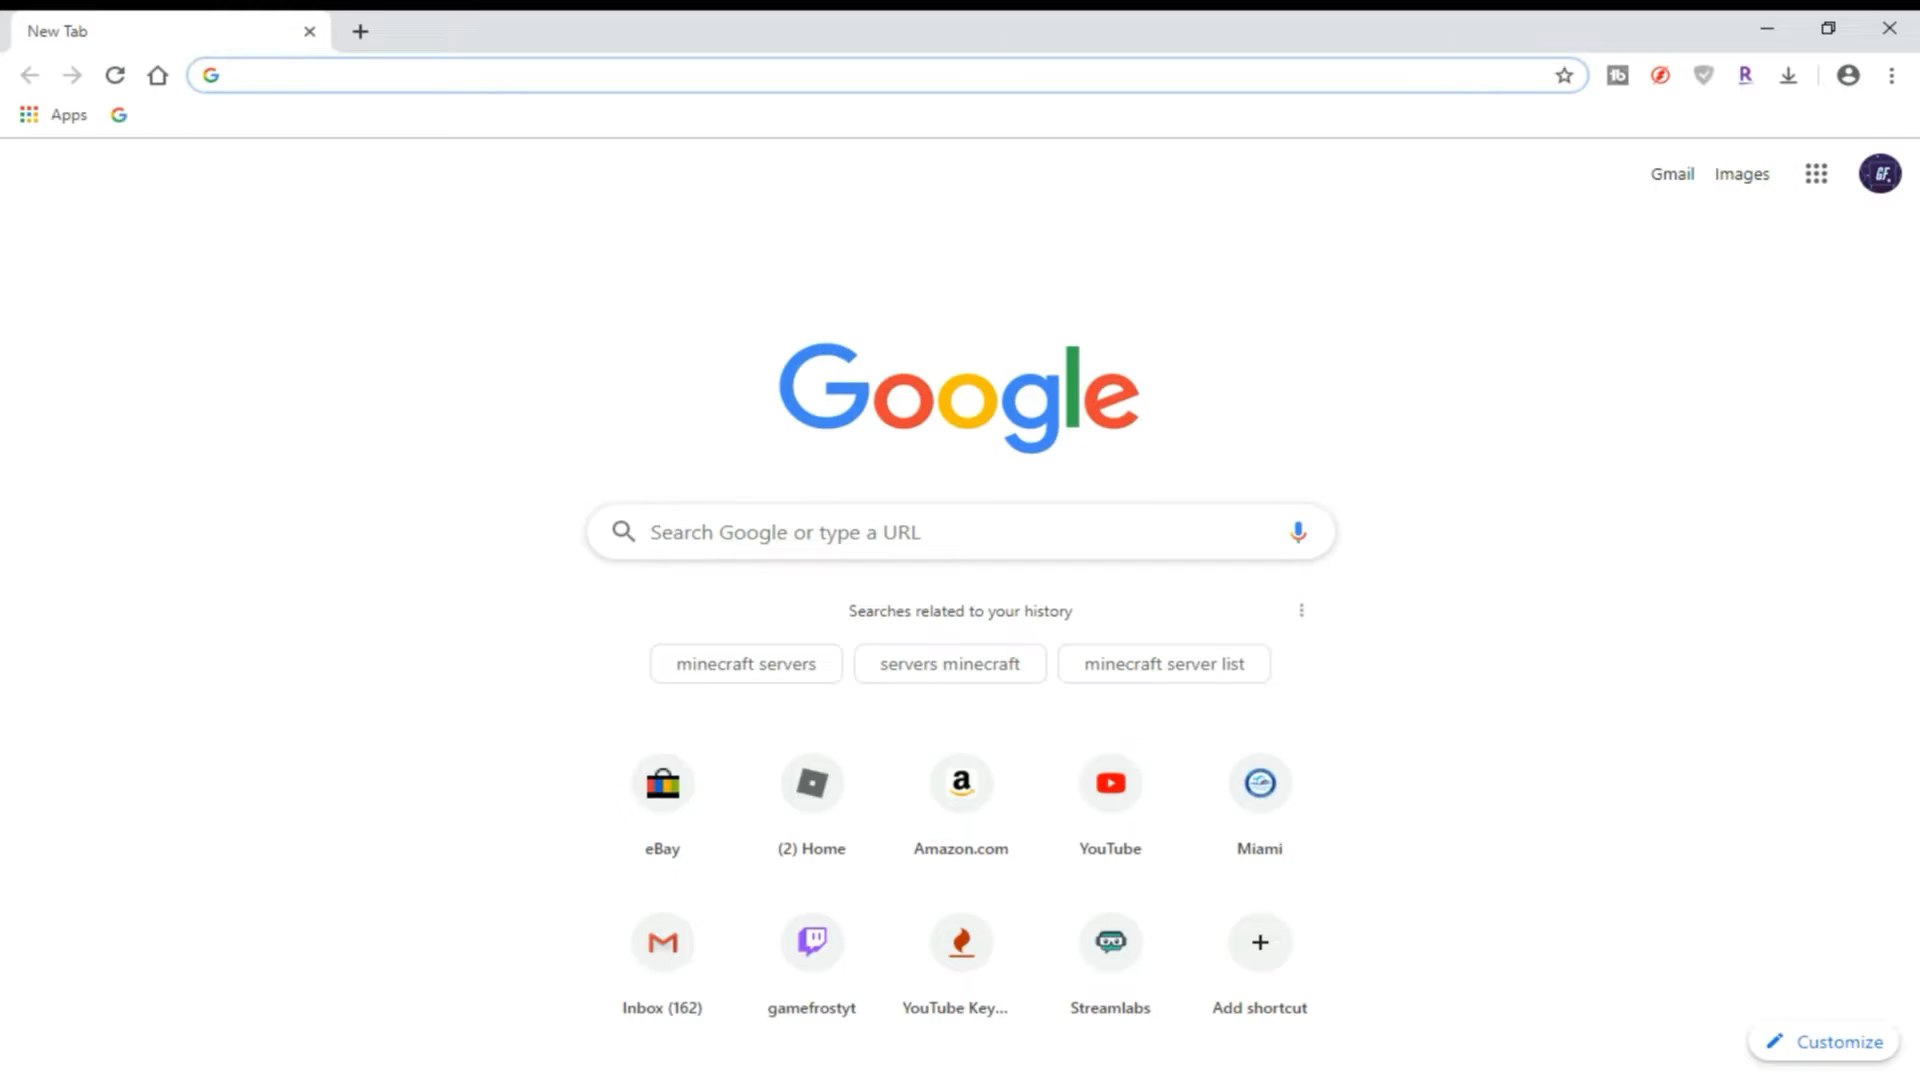 New Tab
Apps
Gmail Images
GF.
Google
Search Google or type a URL
Searches related to your history
minecraft servers servers minecraft minecraft server list
eBay (2) Home Amazon.com YouTube Miami
Inbox (162) gamefrostyt YouTube Key... Streamlabs Add shortcut
Customize